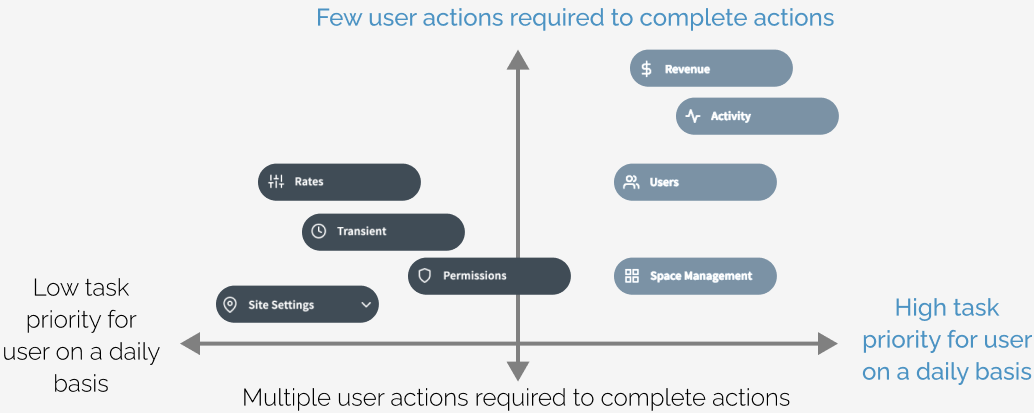 Few user actions required to complete actions
Revenue
Activity
Rates
Users
Transient
Permissions
Space Management
Site Settings
Low task
priority for
user on a daily
basis
High task
priority for user
on a daily basis
Multiple user actions required to complete actions